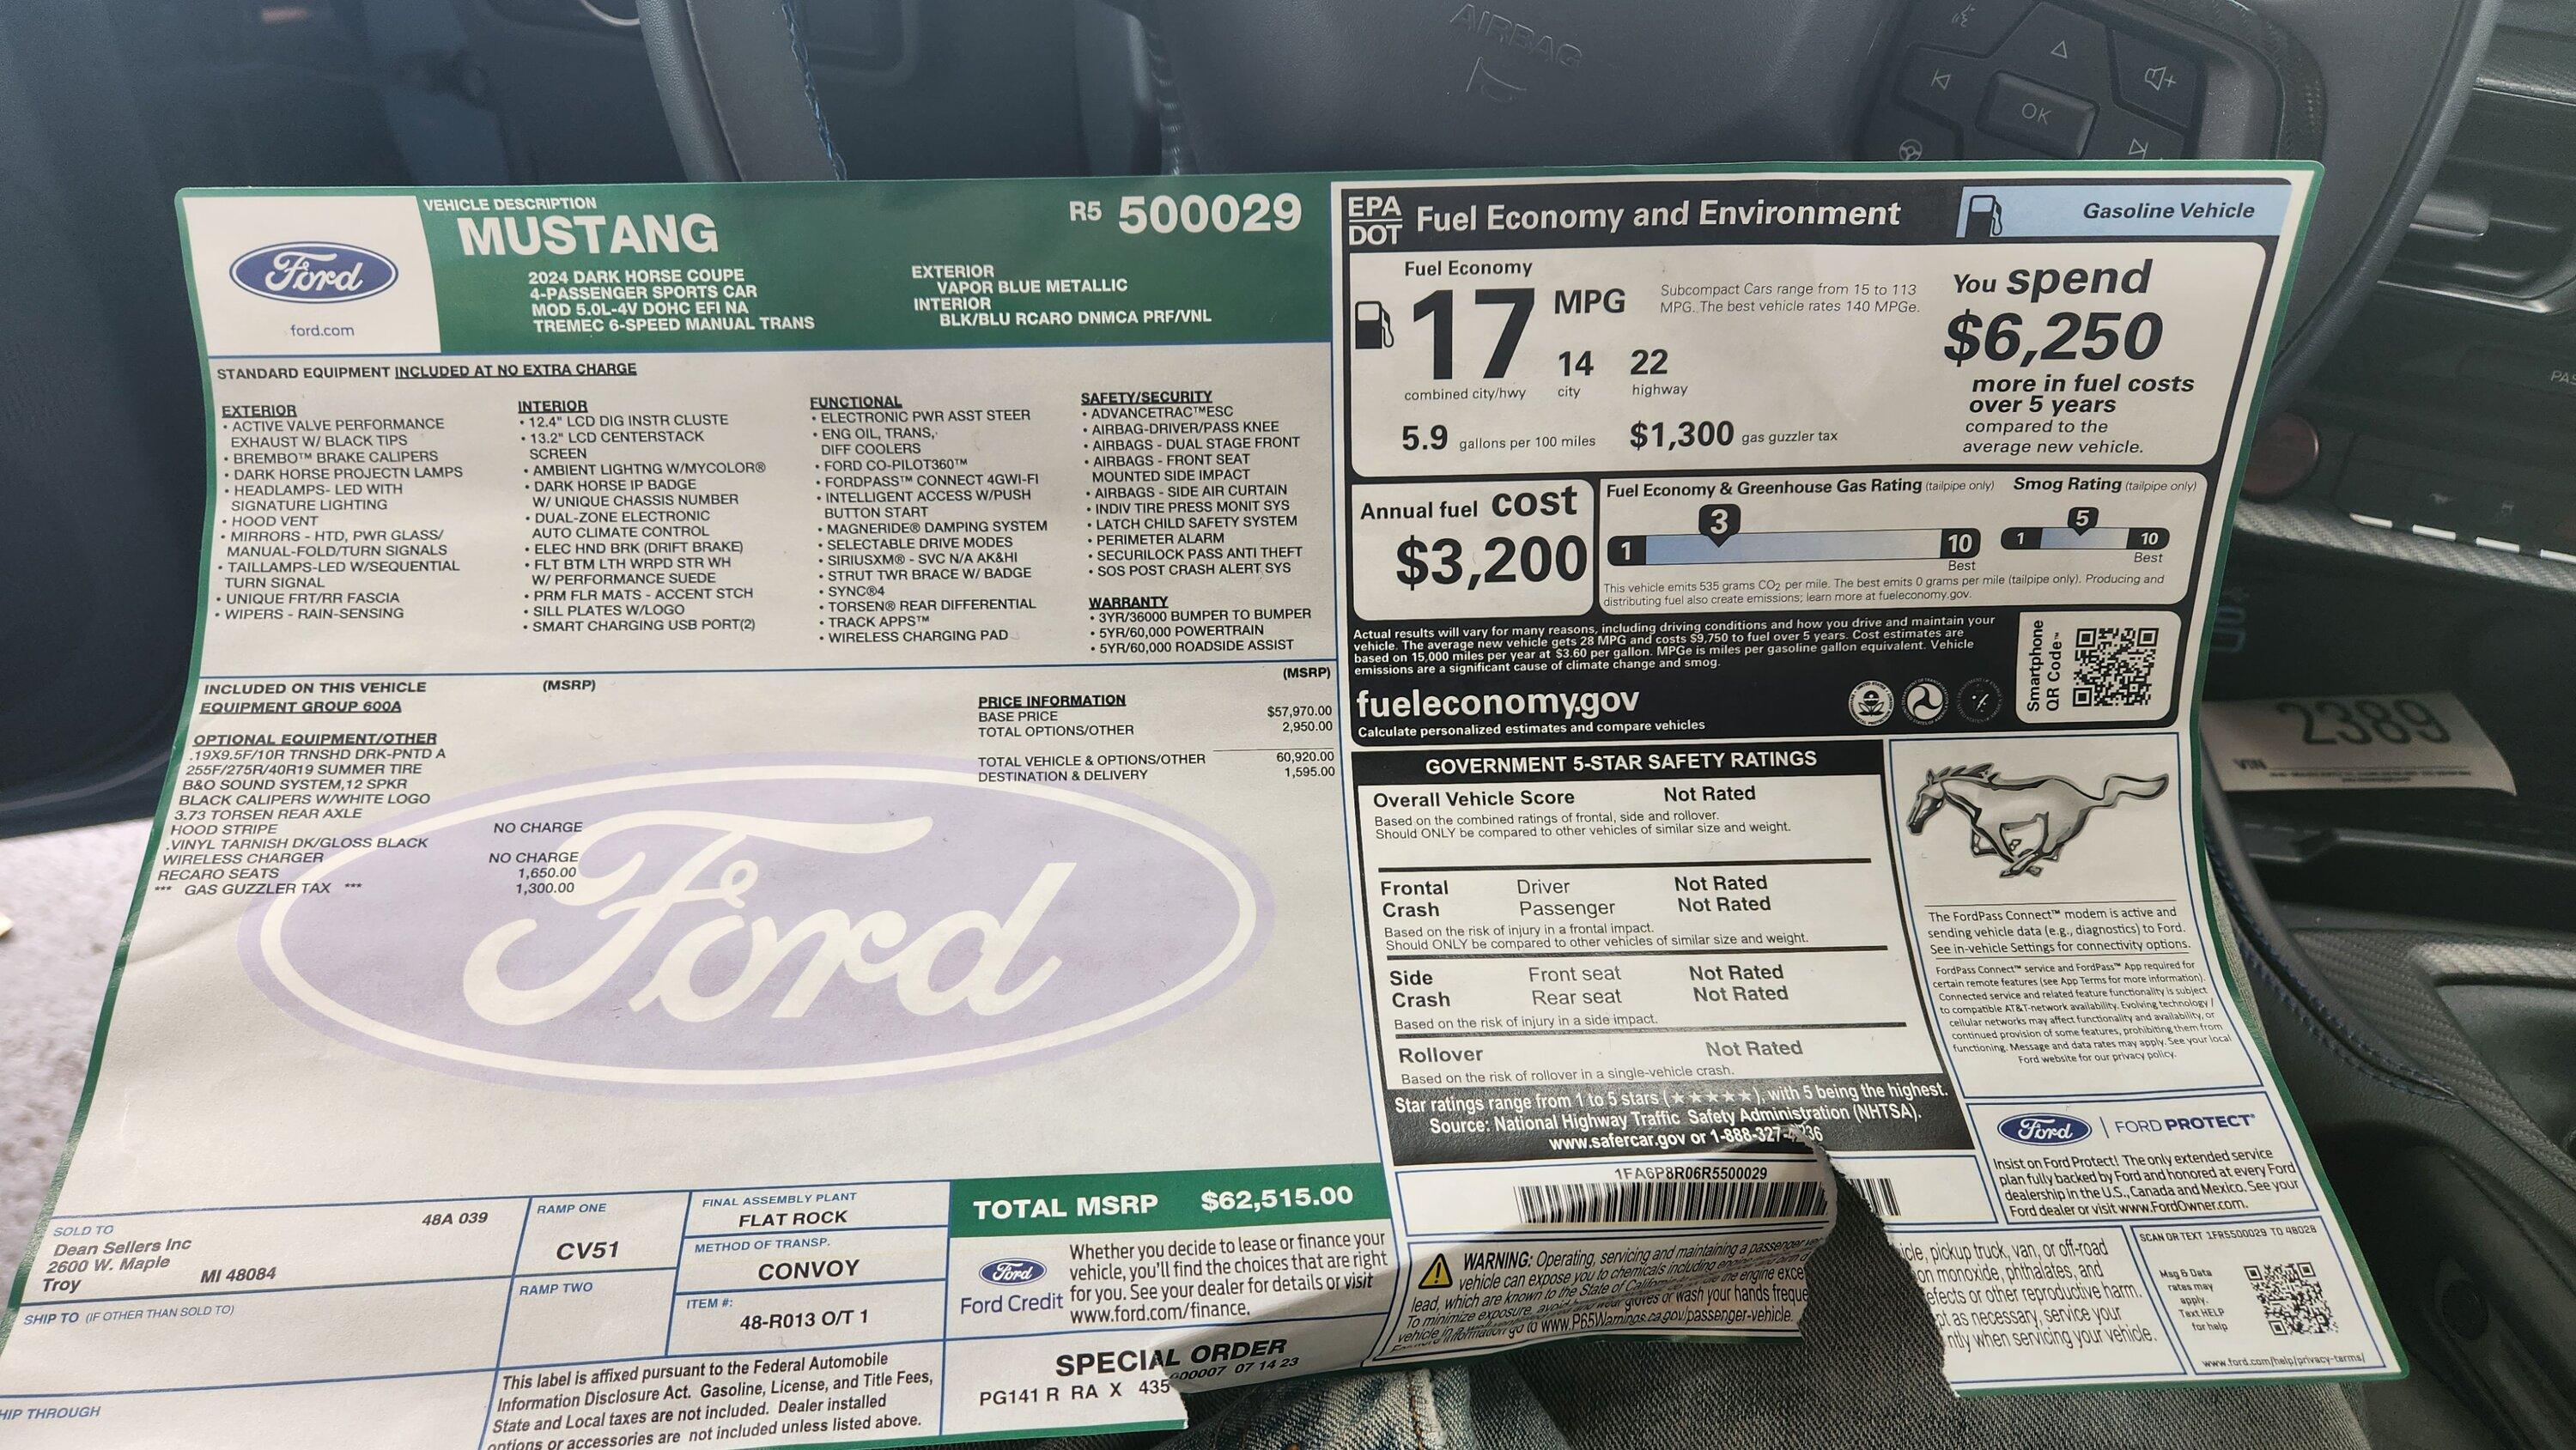 AIRBAG
OK
Ford
ford.com
VEHICLE DESCRIPTION
MUSTANG
R5 500029
2024 DARK HORSE COUPE
4-PASSENGER SPORTS CAR
MOD 5.0L-4V DOHC EFI NA
TREMEC 6-SPEED MANUAL TRANS
EXTERIOR
VAPOR BLUE METALLIC
INTERIOR
BLK/BLU RCARO DNMCA PRF/VNL
STANDARD EQUIPMENT INCLUDED AT NO EXTRA CHARGE
EXTERIOR
• ACTIVE VALVE PERFORMANCE
EXHAUST W/ BLACK TIPS
• BREMBO™ BRAKE CALIPERS
• DARK HORSE PROJECTN LAMPS
• HEADLAMPS- LED WITH
SIGNATURE LIGHTING
• HOOD VENT
• MIRRORS - HTD, PWR GLASS/
MANUAL-FOLD/TURN SIGNALS
• TAILLAMPS-LED W/SEQUENTIAL
TURN SIGNAL
• UNIQUE FRT/RR FASCIA
• WIPERS - RAIN-SENSING
INTERIOR
• 12.4" LCD DIG INSTR CLUSTE
• 13.2" LCD CENTERSTACK
SCREEN
• AMBIENT LIGHTNG W/MYCOLOR®
• DARK HORSE IP BADGE
W/ UNIQUE CHASSIS NUMBER
• DUAL-ZONE ELECTRONIC
AUTO CLIMATE CONTROL
• ELEC HND BRK (DRIFT BRAKE)
• FLT BTM LTH WRPD STR WH
W/ PERFORMANCE SUEDE
• PRM FLR MATS - ACCENT STCH
• SILL PLATES W/LOGO
• SMART CHARGING USB PORT(2)
FUNCTIONAL
• ELECTRONIC PWR ASST STEER
• ENG OIL, TRANS,
DIFF COOLERS
• FORD CO-PILOT360™
• FORDPASS™ CONNECT 4GWI-FI
• INTELLIGENT ACCESS W/PUSH
BUTTON START
• MAGNERIDE® DAMPING SYSTEM
• SELECTABLE DRIVE MODES
• SIRIUSXM® - SVC N/A AK&HI
• STRUT TWR BRACE W/ BADGE
• SYNC®4
• TORSEN® REAR DIFFERENTIAL
• TRACK APPS™
• WIRELESS CHARGING PAD
SAFETY/SECURITY
• ADVANCETRAC™ESC
• AIRBAG-DRIVER/PASS KNEE
• AIRBAGS - DUAL STAGE FRONT
• AIRBAGS - FRONT SEAT
MOUNTED SIDE IMPACT
• AIRBAGS - SIDE AIR CURTAIN
• INDIV TIRE PRESS MONIT SYS
• LATCH CHILD SAFETY SYSTEM
• PERIMETER ALARM
• SECURILOCK PASS ANTI THEFT
• SOS POST CRASH ALERT SYS
WARRANTY
• 3YR/36000 BUMPER TO BUMPER
• 5YR/60,000 POWERTRAIN
• 5YR/60,000 ROADSIDE ASSIST
INCLUDED ON THIS VEHICLE (MSRP)
EQUIPMENT GROUP 600A
OPTIONAL EQUIPMENT/OTHER
.19X9.5F/10R TRNSHD DRK-PNTD A
255F/275R/40R19 SUMMER TIRE
B&O SOUND SYSTEM,12 SPKR
BLACK CALIPERS W/WHITE LOGO
3.73 TORSEN REAR AXLE
HOOD STRIPE NO CHARGE
.VINYL TARNISH DK/GLOSS BLACK
WIRELESS CHARGER NO CHARGE
RECARO SEATS 1,650.00
*** GAS GUZZLER TAX *** 1,300.00
(MSRP)
PRICE INFORMATION
BASE PRICE $57,970.00
TOTAL OPTIONS/OTHER 2,950.00
TOTAL VEHICLE & OPTIONS/OTHER 60,920.00
DESTINATION & DELIVERY 1,595.00
Ford
SOLD TO 48A 039
Dean Sellers Inc
2600 W. Maple
Troy MI 48084
SHIP TO (IF OTHER THAN SOLD TO)
HIP THROUGH
RAMP ONE
CV51
RAMP TWO
FINAL ASSEMBLY PLANT
FLAT ROCK
METHOD OF TRANSP.
CONVOY
ITEM #:
48-R013 O/T 1
This label is affixed pursuant to the Federal Automobile
Information Disclosure Act. Gasoline, License, and Title Fees,
State and Local taxes are not included. Dealer installed
options or accessories are not included unless listed above.
TOTAL MSRP $62,515.00
Ford
Ford Credit
Whether you decide to lease or finance your
vehicle, you'll find the choices that are right
for you. See your dealer for details or visit
www.ford.com/finance.
SPECIAL ORDER
PG141 R RA X 435 000007 07 14 23
EPA
DOT
Fuel Economy and Environment
Gasoline Vehicle
Fuel Economy
17 MPG
combined city/hwy
14
city
22
highway
Subcompact Cars range from 15 to 113
MPG. The best vehicle rates 140 MPGe.
5.9 gallons per 100 miles
$1,300 gas guzzler tax
You spend
$6,250
more in fuel costs
over 5 years
compared to the
average new vehicle.
Annual fuel cost
$3,200
Fuel Economy & Greenhouse Gas Rating (tailpipe only)
3
1
10
Best
Smog Rating (tailpipe only)
5
1
10
Best
This vehicle emits 535 grams CO₂ per mile. The best emits 0 grams per mile (tailpipe only). Producing and
distributing fuel also create emissions; learn more at fueleconomy.gov.
Actual results will vary for many reasons, including driving conditions and how you drive and maintain your
vehicle. The average new vehicle gets 28 MPG and costs $9,750 to fuel over 5 years. Cost estimates are
based on 15,000 miles per year at $3.60 per gallon. MPGe is miles per gasoline gallon equivalent. Vehicle
emissions are a significant cause of climate change and smog.
fueleconomy.gov
Calculate personalized estimates and compare vehicles
Smartphone
QR Code™
GOVERNMENT 5-STAR SAFETY RATINGS
Overall Vehicle Score Not Rated
Based on the combined ratings of frontal, side and rollover.
Should ONLY be compared to other vehicles of similar size and weight.
Frontal Driver Not Rated
Crash Passenger Not Rated
Based on the risk of injury in a frontal impact.
Should ONLY be compared to other vehicles of similar size and weight.
Side Front seat Not Rated
Crash Rear seat Not Rated
Based on the risk of injury in a side impact.
Rollover Not Rated
Based on the risk of rollover in a single-vehicle crash.
Star ratings range from 1 to 5 stars (★★★★★), with 5 being the highest.
Source: National Highway Traffic Safety Administration (NHTSA).
www.safercar.gov or 1-888-327-4236
1FA6P8R06R5500029
WARNING: Operating, servicing and maintaining a passenger
vehicle can expose you to chemicals including engine
lead, which are known to the State of the engine exce
To minimize exposure, avoid gloves or wash your hands freque
vehicle. go to www.P65Warnings.ca.gov/passenger-vehicle.
icle, pickup truck, van, or off-road
on monoxide, phthalates, and
efects or other reproductive harm.
pt as necessary, service your
ntly when servicing your vehicle.
The FordPass Connect™ modem is active and
sending vehicle data (e.g., diagnostics) to Ford.
See in-vehicle Settings for connectivity options.
FordPass Connect™ service and FordPass™ App required for
certain remote features (see App Terms for more information).
Connected service and related feature functionality is subject
to compatible AT&T-network availability. Evolving technology/
cellular networks may affect functionality and availability, or
continued provision of some features, prohibiting them from
functioning. Message and data rates may apply. See your local
Ford website for our privacy policy.
Ford | FORD PROTECT
Insist on Ford Protect! The only extended service
plan fully backed by Ford and honored at every Ford
dealership in the U.S., Canada and Mexico. See your
Ford dealer or visit www.FordOwner.com.
SCAN OR TEXT 1FR5500029 TO 48028
Msg & Data
rates may
apply.
Text HELP
for help
www.ford.com/help/privacy-terms/
2389
VIN